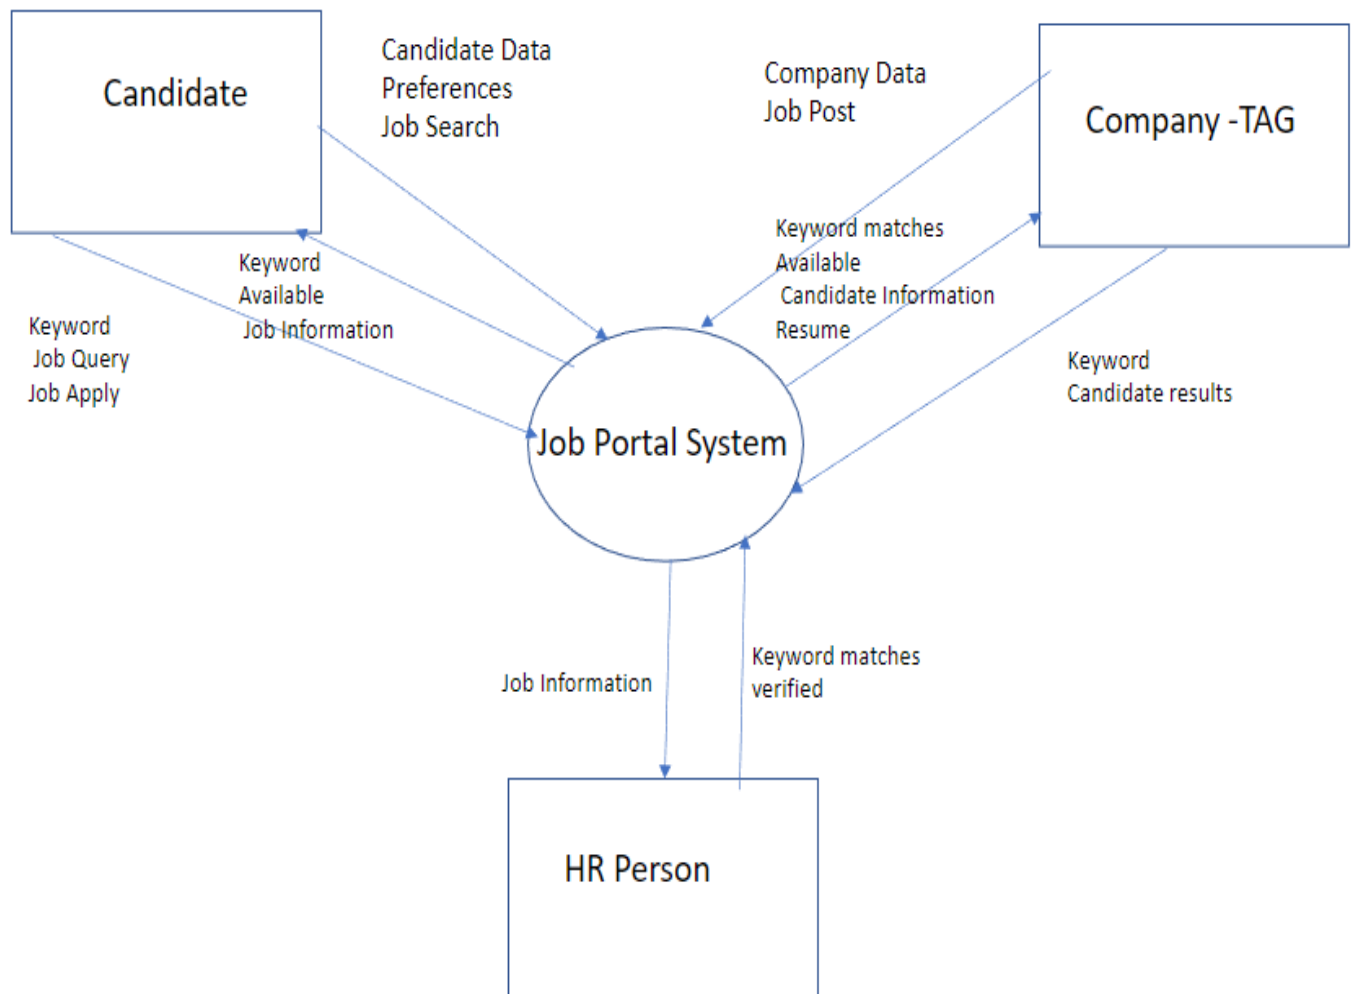 Candidate
Candidate Data
Preferences
Job Search
Company Data
Job Post
Company -TAG
Keyword
Available
Job Information
Keyword
Job Query
Job Apply
Keyword matches
Available
Candidate Information
Resume
Keyword
Candidate results
Job Portal System
Job Information
Keyword matches
verified
HR Person